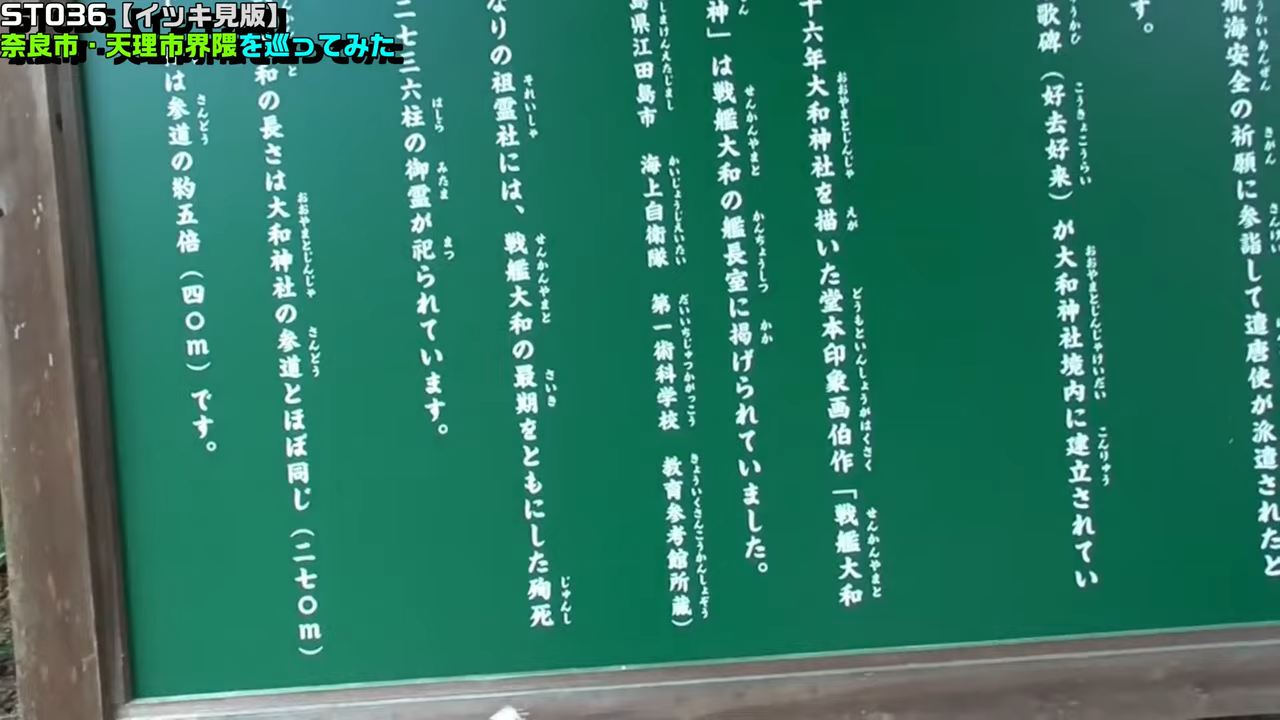 ST036【イッキ見版】
奈良市・天理市界隈を巡ってみた
航海安全の祈願に参詣して遣唐使が派遣されたと
す。
歌碑(好去好来)が大和神社境内に建立されてい
十六年大和神社を描いた堂本印象画伯作「戦艦大和
神」は戦艦大和の艦長室に掲げられていました。
島県江田島市 海上自衛隊 第一術科学校 教育参考館所蔵)
なりの祖霊社には、戦艦大和の最期をともにした殉死
二七三六柱の御霊が祀られています。
和の長さは大和神社の参道とほぼ同じ(二七〇m)
は参道の約五倍(四〇m)です。